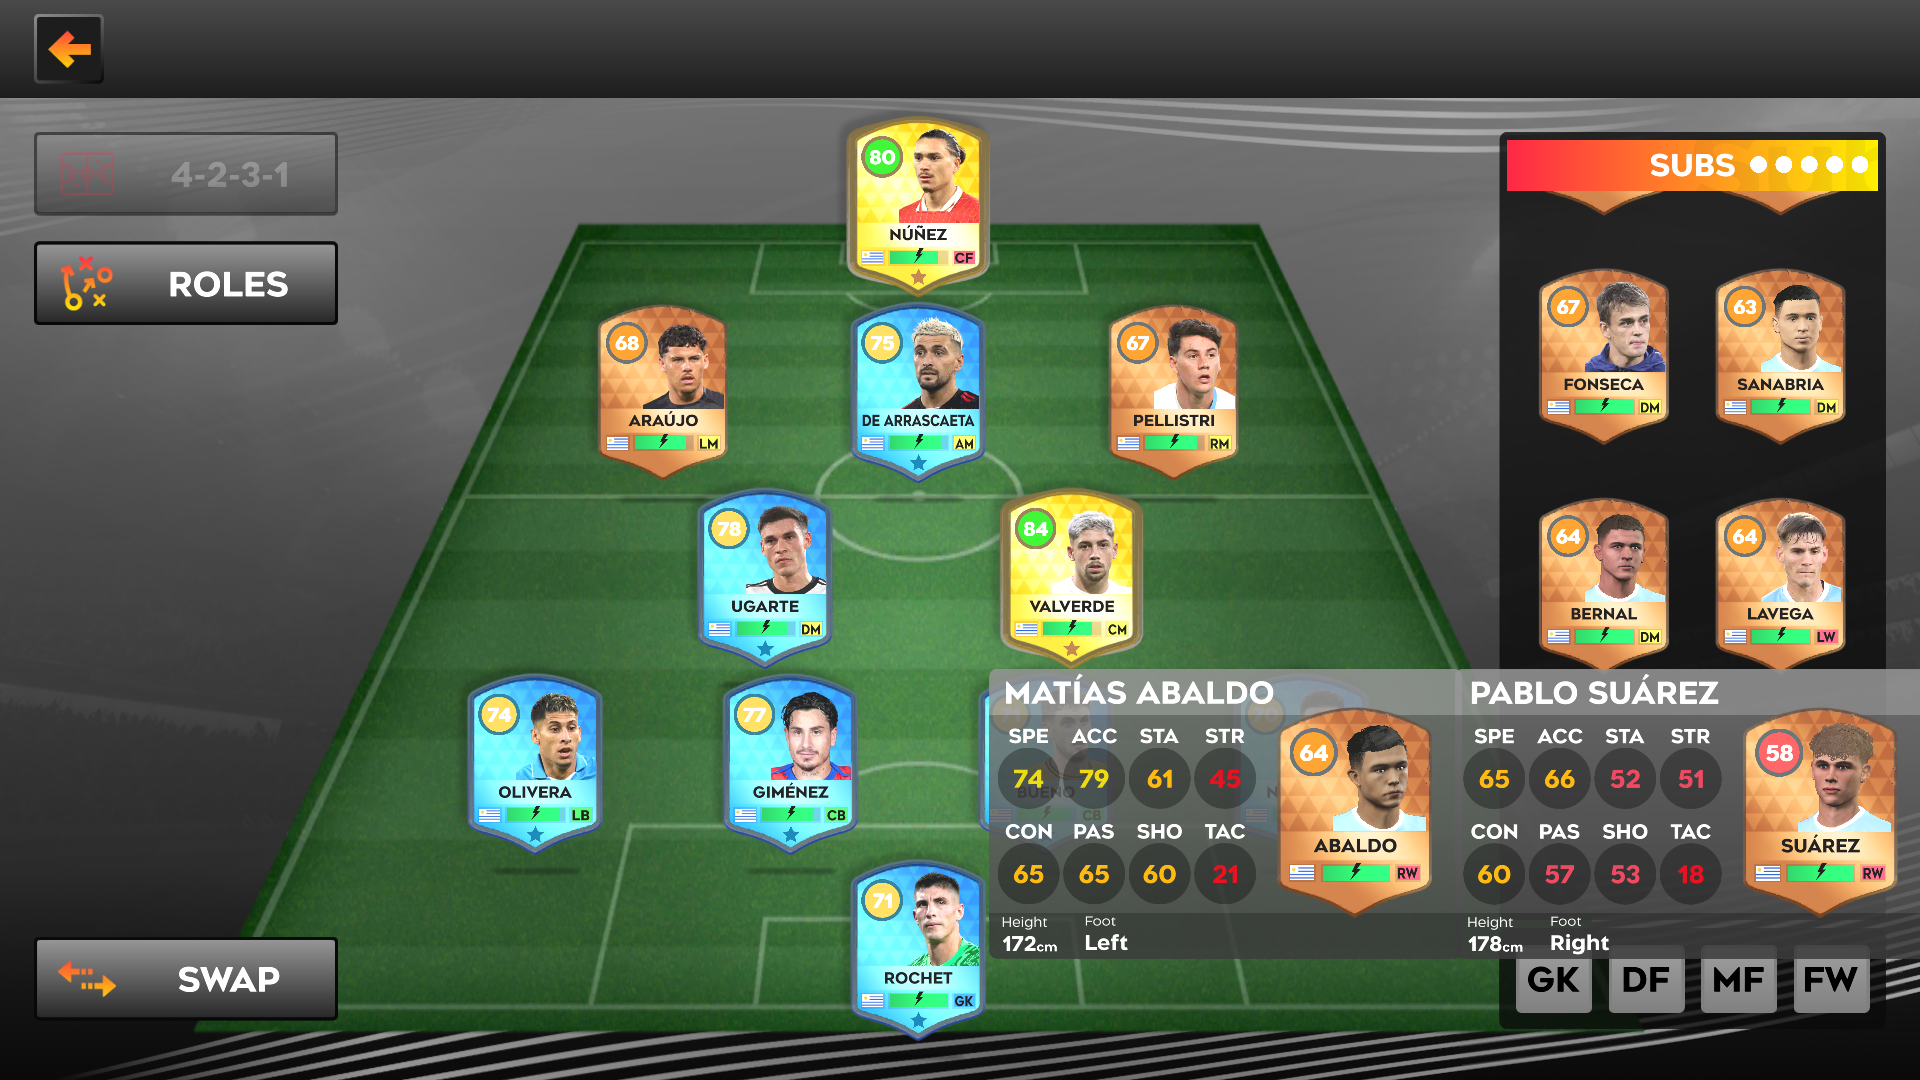 4-2-3-1
ROLES
SWAP
80
NÚÑEZ
CF
68
ARAÚJO
LM
75
DE ARRASCAETA
AM
67
PELLISTRI
RM
78
UGARTE
DM
84
VALVERDE
CM
74
OLIVERA
LB
77
GIMÉNEZ
CB
BUENO
CB
71
ROCHET
GK
SUBS
67
FONSECA
DM
63
SANABRIA
DM
64
BERNAL
DM
64
LAVEGA
LW
MATÍAS ABALDO
SPE ACC STA STR
74 79 61 45
CON PAS SHO TAC
65 65 60 21
Height Foot
172cm Left
64
ABALDO
RW
PABLO SUÁREZ
SPE ACC STA STR
65 66 52 51
CON PAS SHO TAC
60 57 53 18
Height Foot
178cm Right
58
SUÁREZ
RW
GK DF MF FW